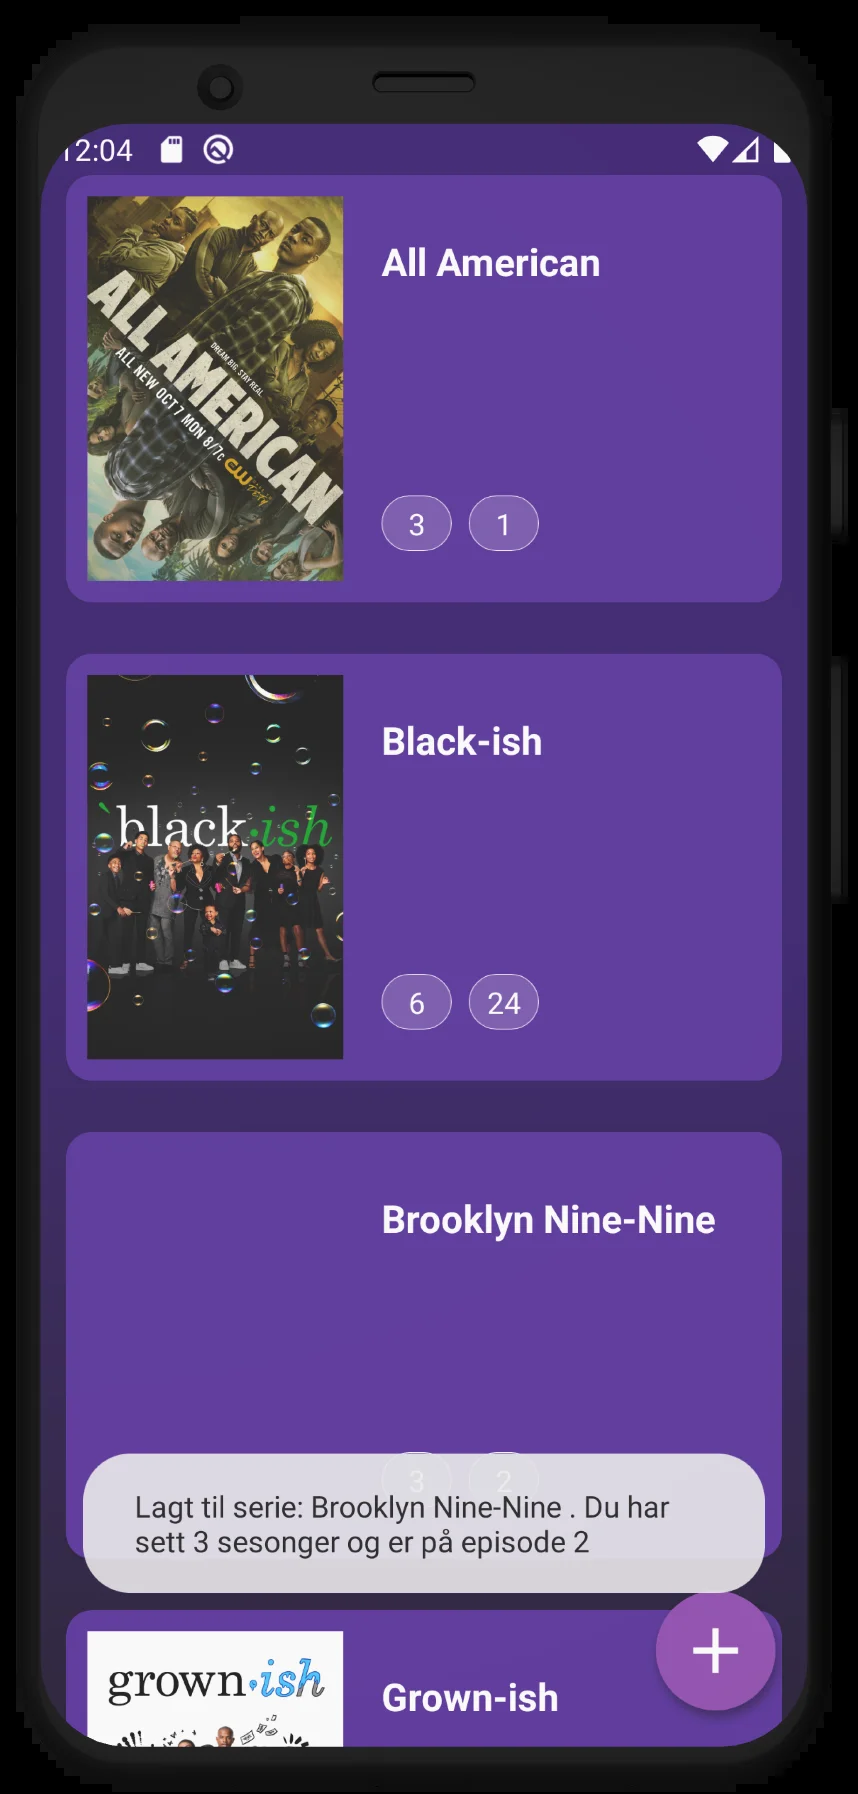 12:04
All American
DREAM BIG. STAY REAL.
ALL AMERICAN
ALL NEW OCT 7 MON 8/7c
CW
3 1
Black-ish
`black·ish
6 24
Brooklyn Nine-Nine
3 2
Lagt til serie: Brooklyn Nine-Nine . Du har
sett 3 sesonger og er på episode 2
grown·ish
Grown-ish